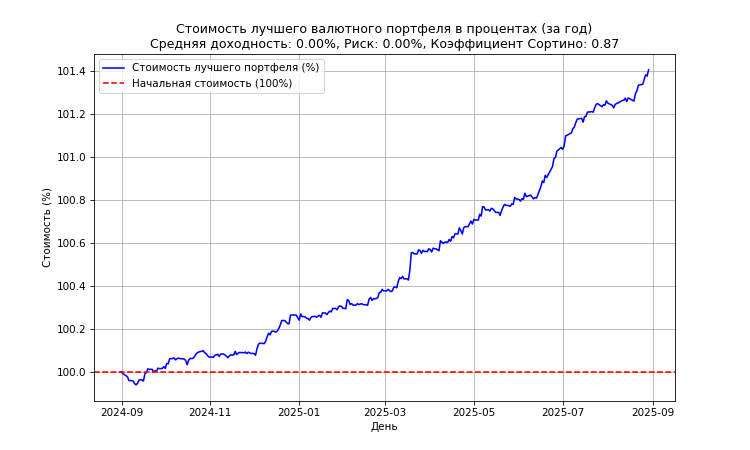 Стоимость лучшего валютного портфеля в процентах (за год)
Средняя доходность: 0.00%, Риск: 0.00%, Коэффициент Сортино: 0.87
Стоимость лучшего портфеля (%)
Начальная стоимость (100%)
Стоимость (%)
101.4
101.2
101.0
100.8
100.6
100.4
100.2
100.0
2024-09
2024-11
2025-01
2025-03
2025-05
2025-07
2025-09
День